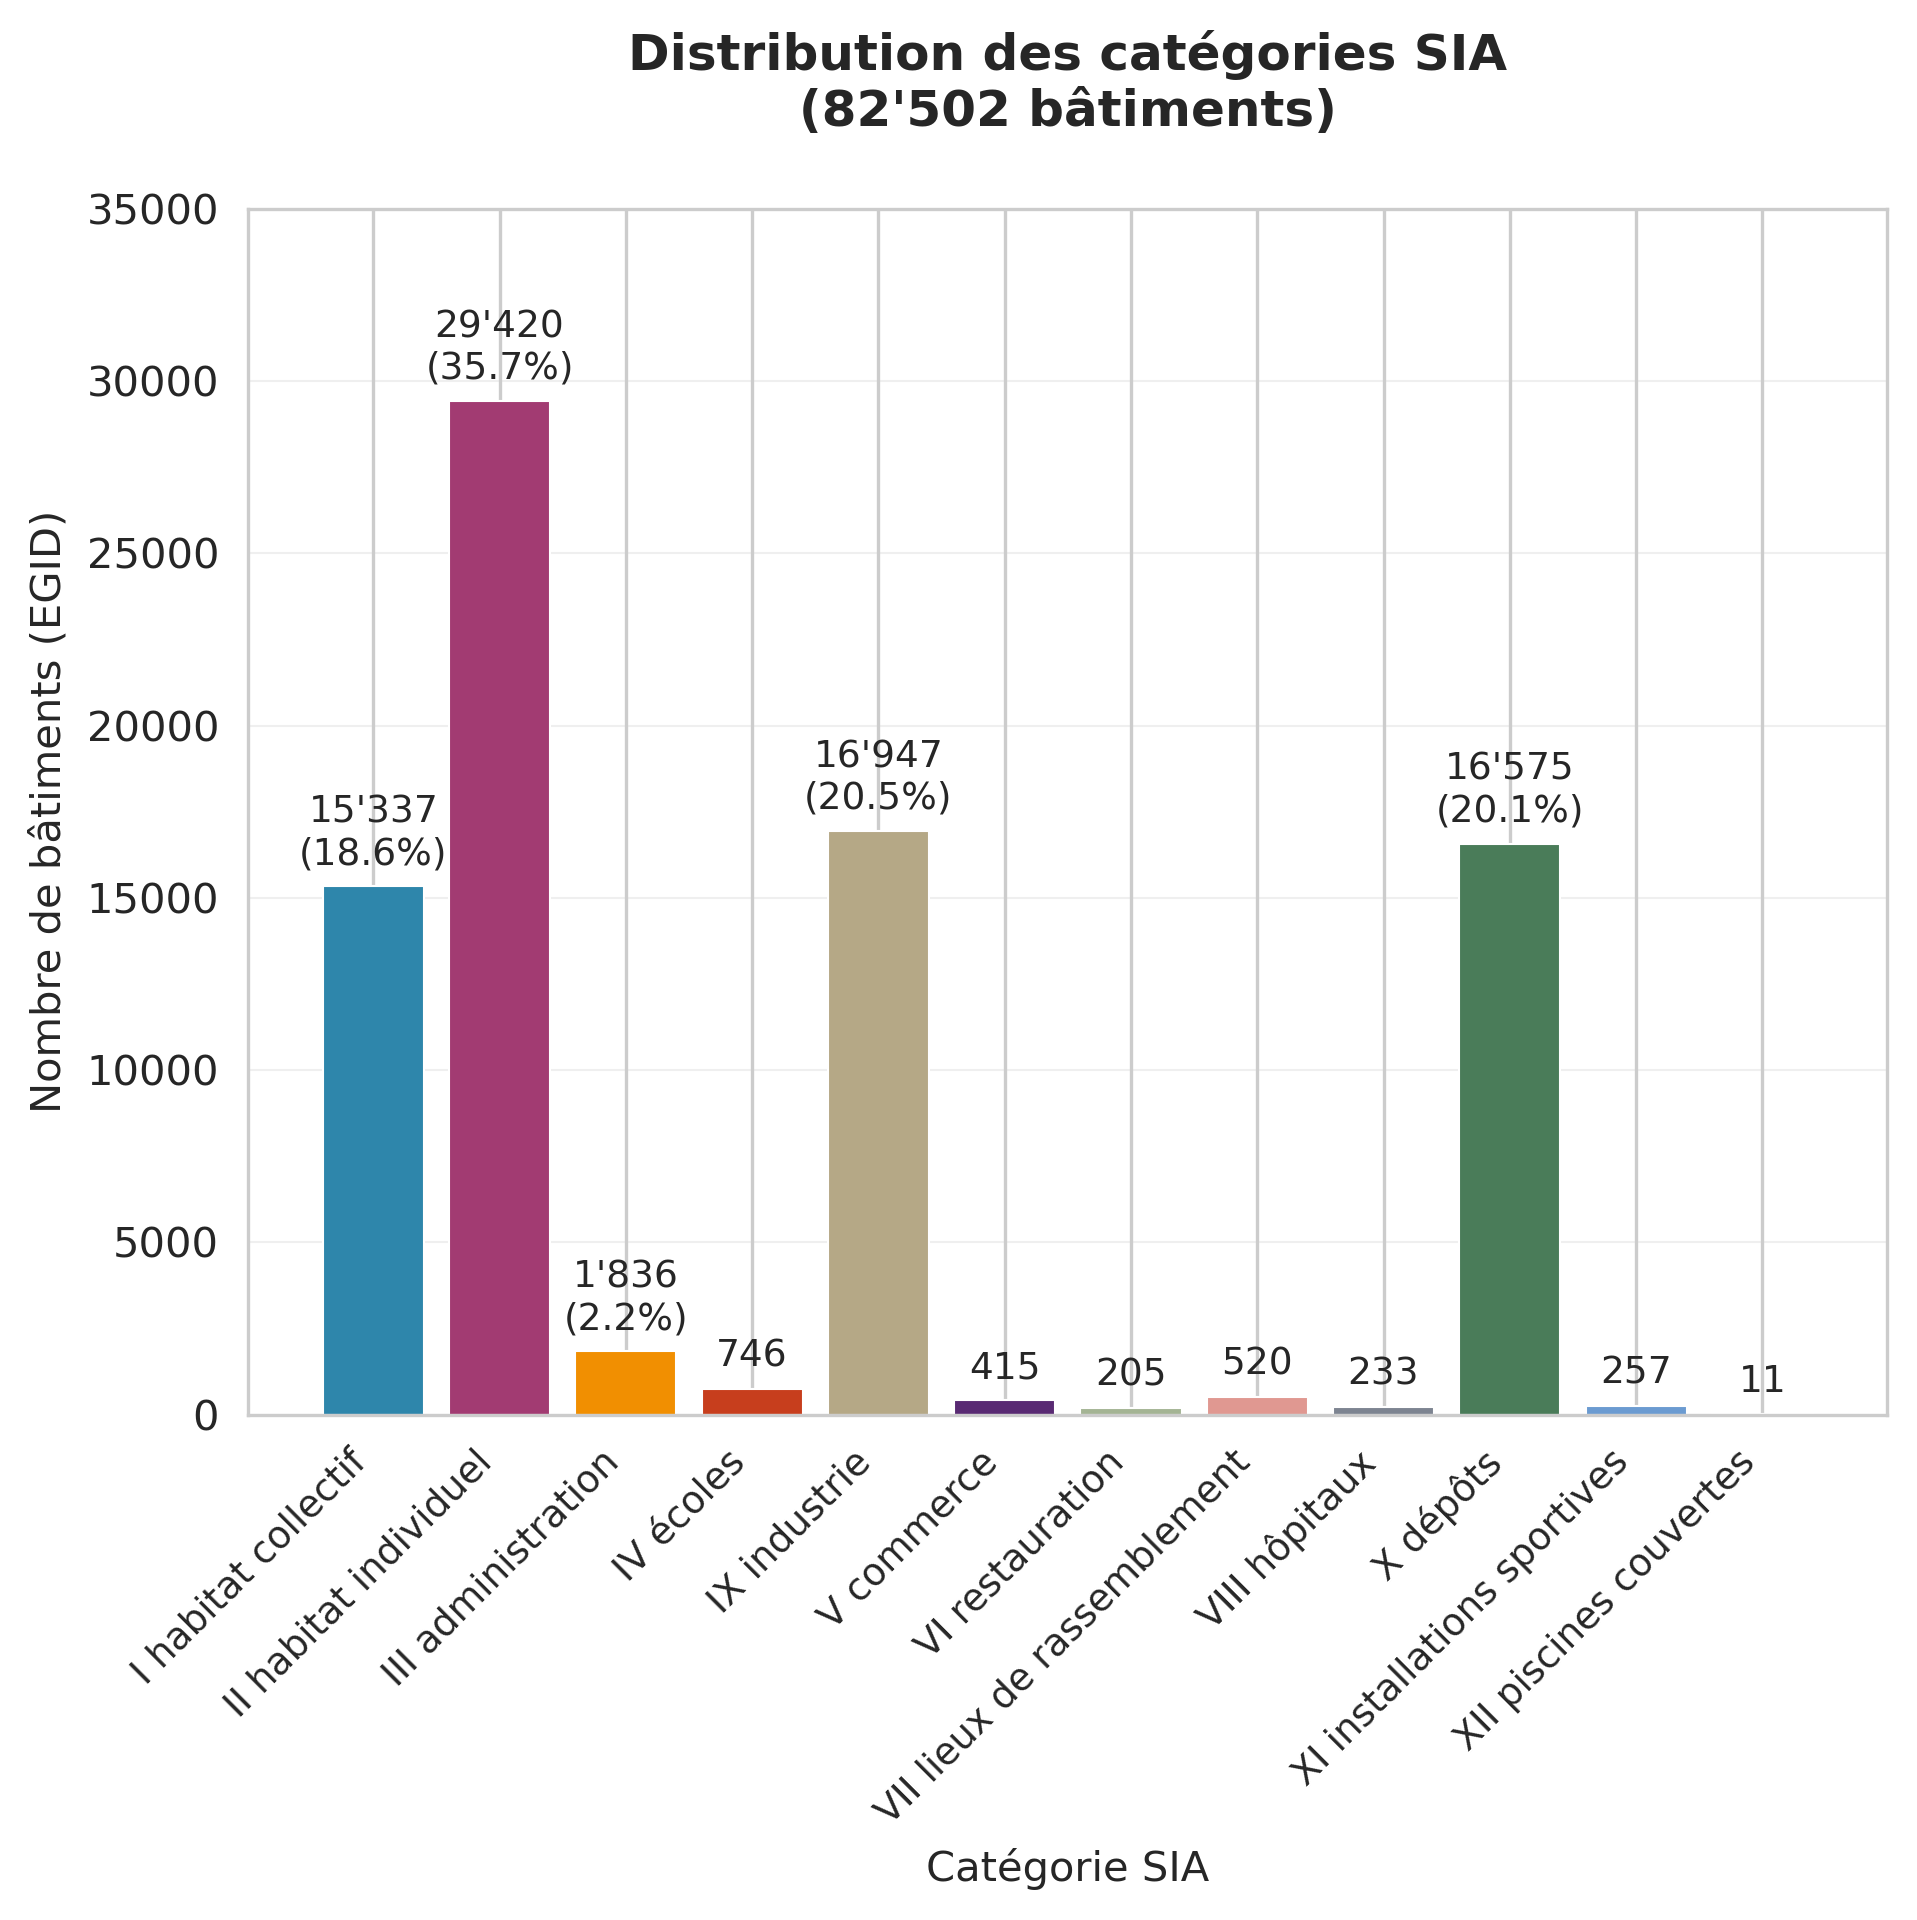 Distribution des catégories SIA
(82'502 bâtiments)
Nombre de bâtiments (EGID)
35000
30000
25000
20000
15000
10000
5000
0
15'337
(18.6%)
29'420
(35.7%)
1'836
(2.2%)
746
16'947
(20.5%)
415
205
520
233
16'575
(20.1%)
257
11
I habitat collectif
II habitat individuel
III administration
IV écoles
IX industrie
V commerce
VI restauration
VII lieux de rassemblement
VIII hôpitaux
X dépôts
XI installations sportives
XII piscines couvertes
Catégorie SIA